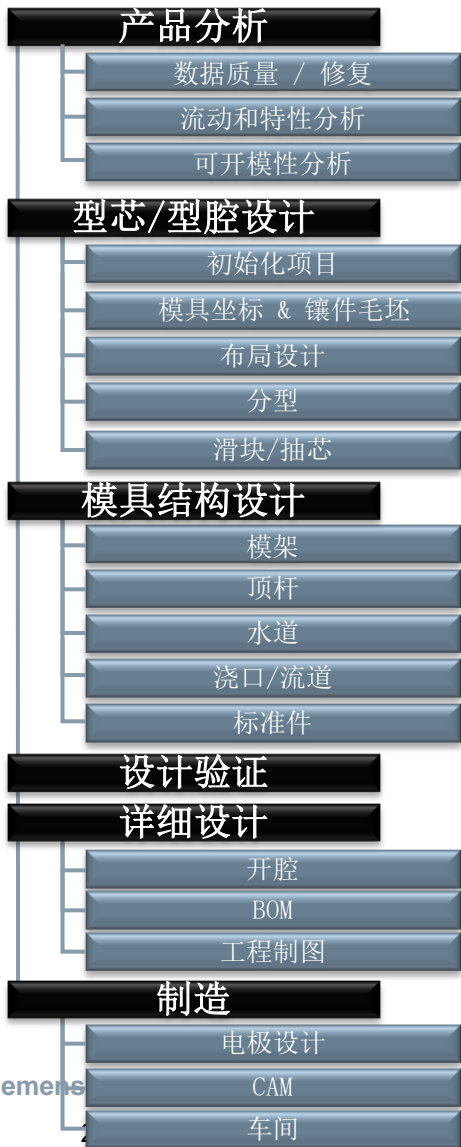 产品分析
数据质量 / 修复
流动和特性分析
可开模性分析
型芯/型腔设计
初始化项目
模具坐标 & 镶件毛坯
布局设计
分型
滑块/抽芯
模具结构设计
模架
顶杆
水道
浇口/流道
标准件
设计验证
详细设计
开腔
BOM
工程制图
制造
电极设计
emens
CAM
车间